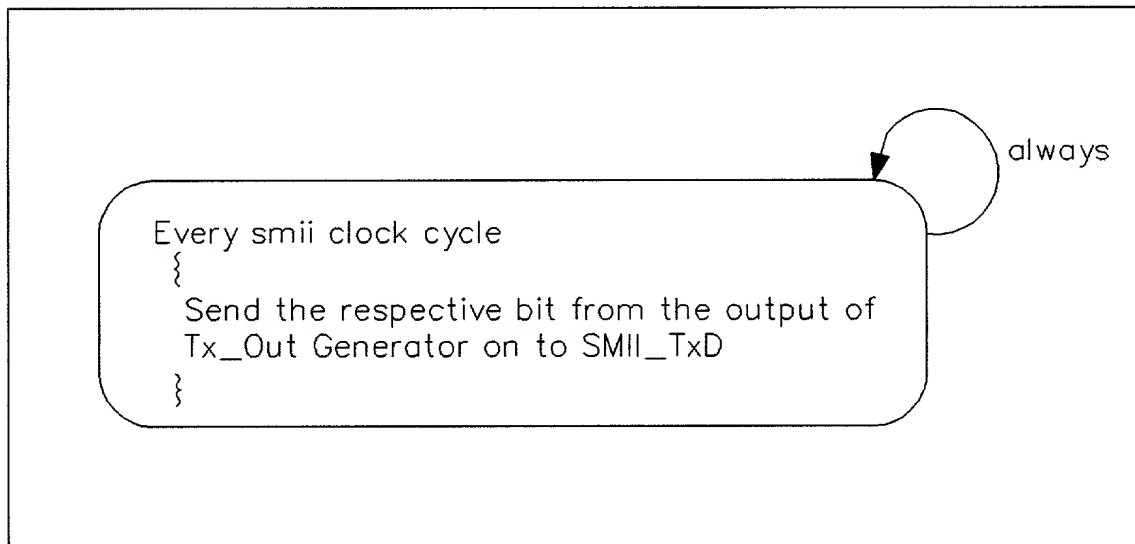 always
Every smii clock cycle
{
Send the respective bit from the output of
Tx_Out Generator on to SMII_TxD
}